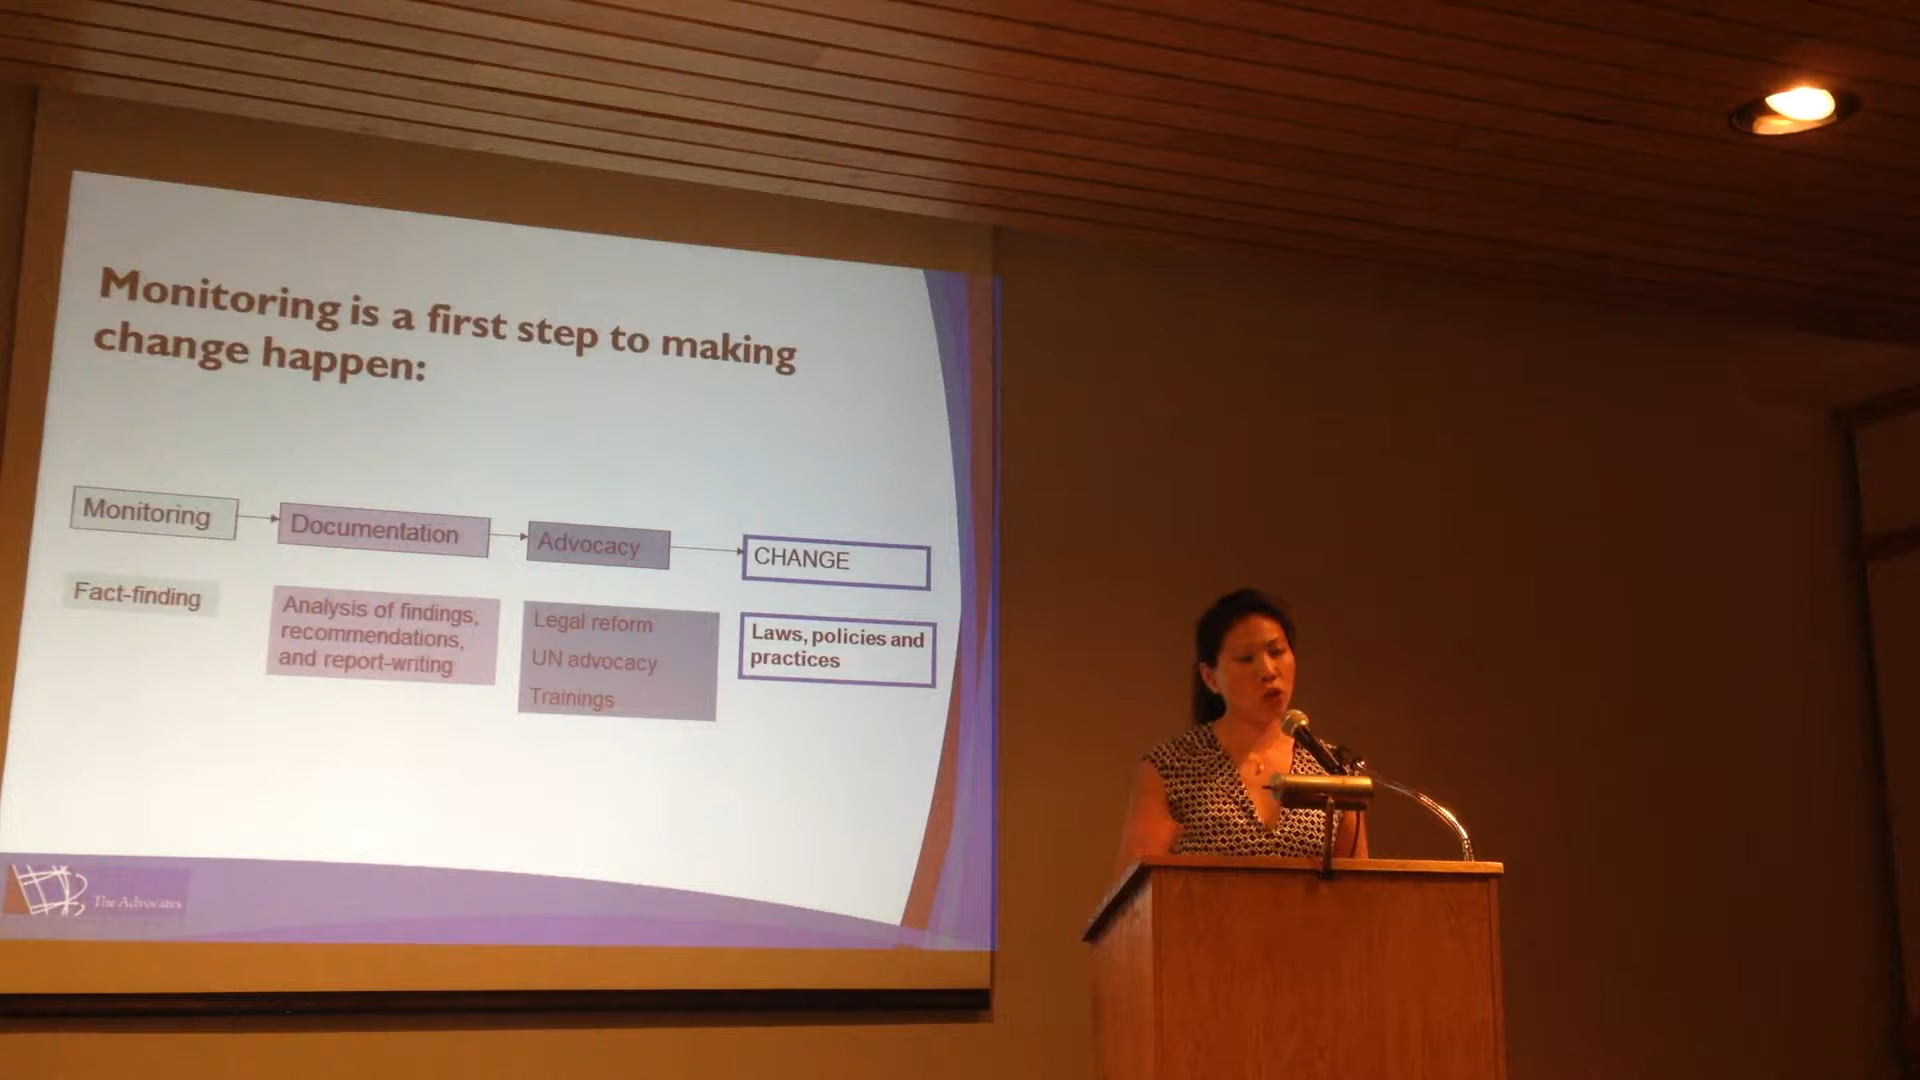 Monitoring is a first step to making
change happen:
Monitoring
Documentation
Advocacy
CHANGE
Fact-finding
Analysis of findings,
recommendations,
and report-writing
Legal reform
UN advocacy
Trainings
Laws, policies and
practices
The Advocates